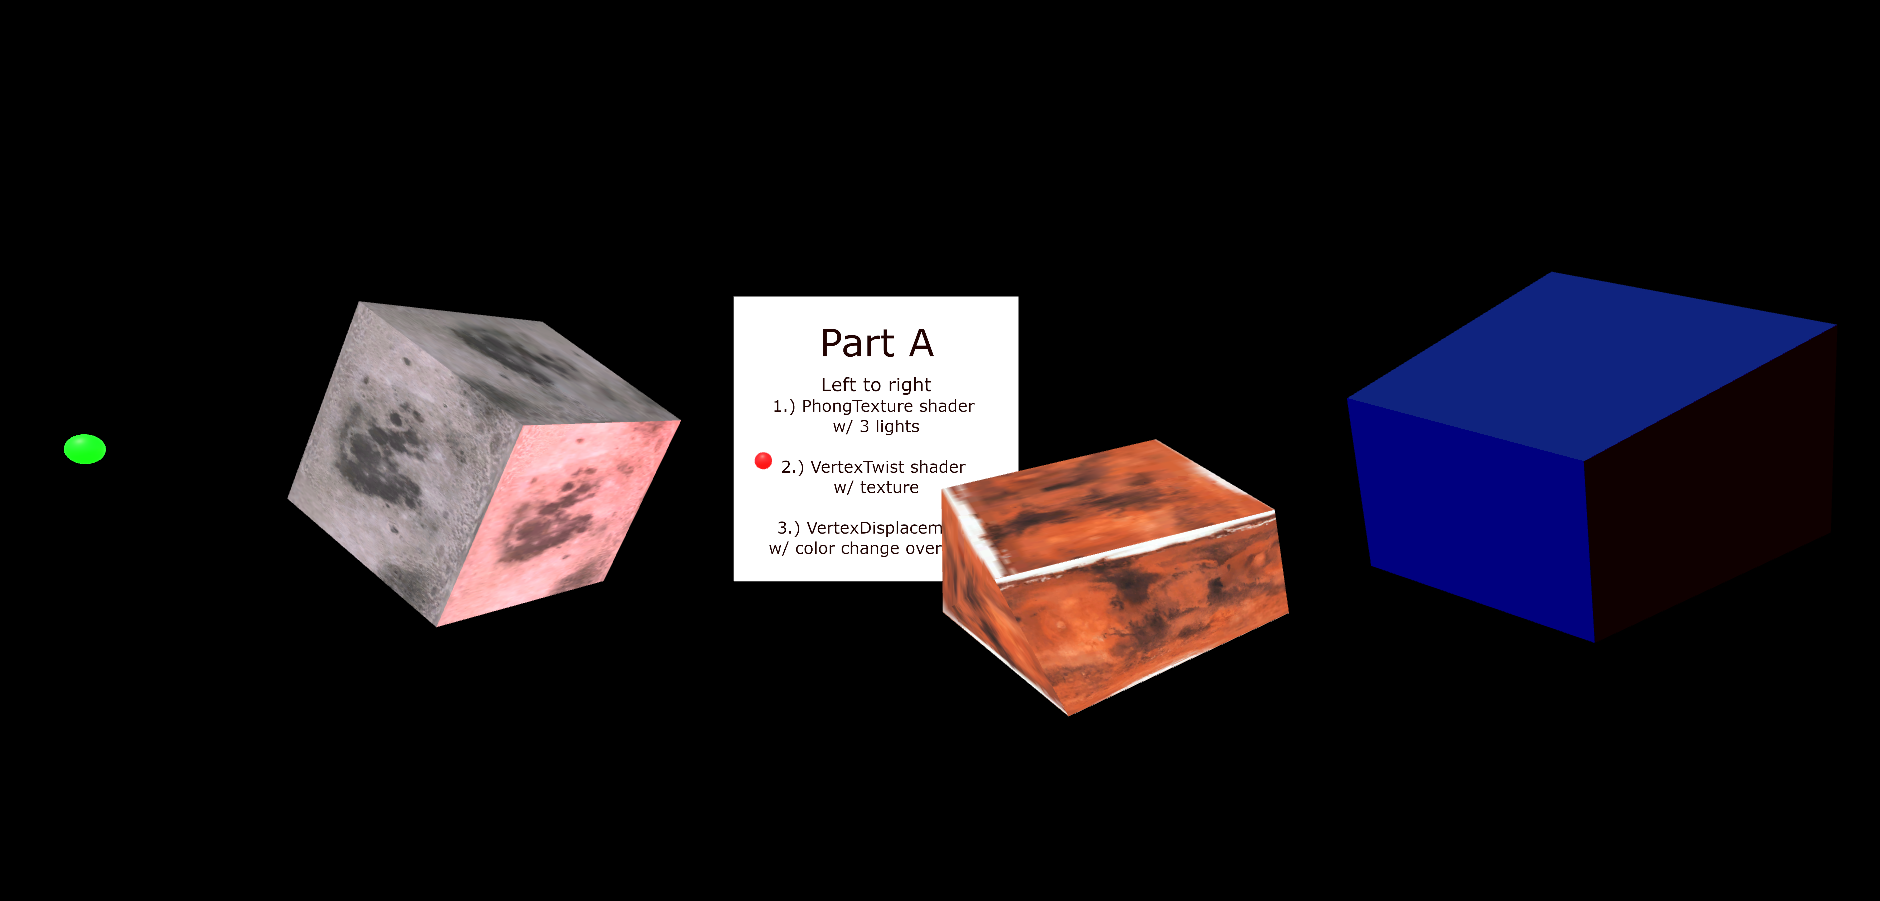 Part A
Left to right
1.) PhongTexture shader
w/ 3 lights
2.) VertexTwist shader
w/ texture
3.) VertexDisplacem
w/ color change over